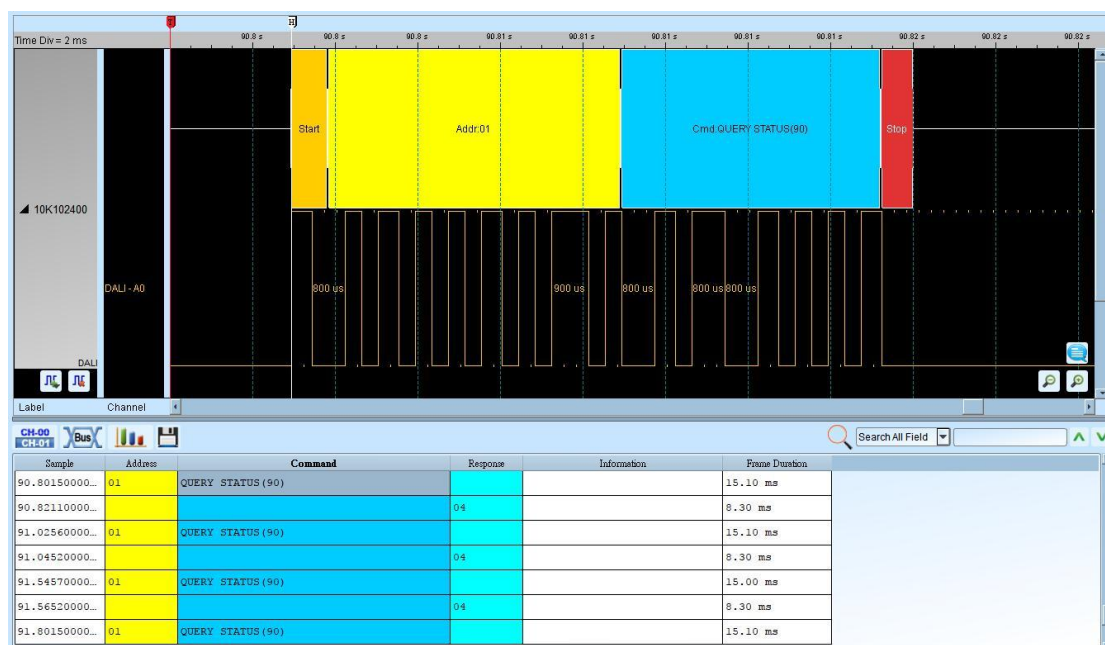 T H
Time Div = 2 ms 90.8 s 90.8 s 90.8 s 90.81 s 90.81 s 90.81 s 90.81 s 90.81 s 90.82 s 90.82 s 90.82 s
Start Addr:01 Cmd:QUERY STATUS(90) Stop
10K102400
DALI - A0 800 us 900 us 800 us 800 us 800 us
DALI
Label Channel
CH-00
CH-01 Bus Search All Field
Sample Address Command Response Information Frame Duration
90.80150000... 01 QUERY STATUS(90) 15.10 ms
90.82110000... 04 8.30 ms
91.02560000... 01 QUERY STATUS(90) 15.10 ms
91.04520000... 04 8.30 ms
91.54570000... 01 QUERY STATUS(90) 15.00 ms
91.56520000... 04 8.30 ms
91.80150000... 01 QUERY STATUS(90) 15.10 ms